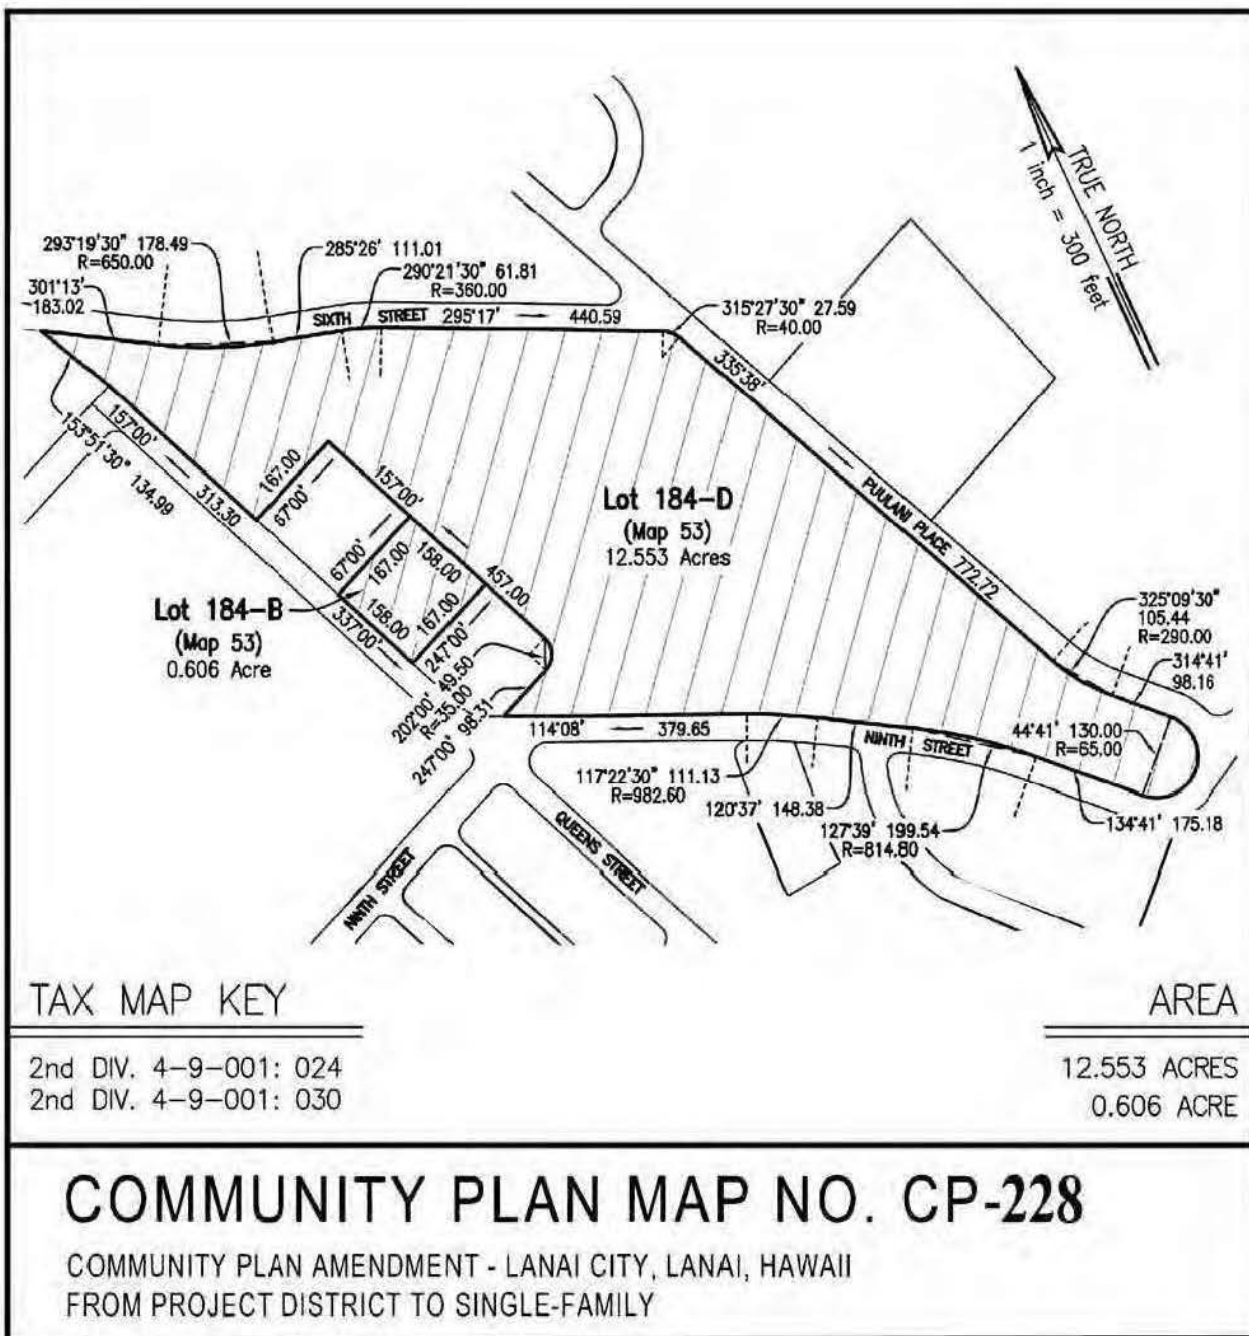 TRUE NORTH
1 inch = 300 feet
293°19'30" 178.49
R=650.00
285°26' 111.01
290°21'30" 61.81
R=360.00
301°13'
183.02
SIXTH STREET 295°17' 440.59
315°27'30" 27.59
R=40.00
335°38'
PUULANI PLACE 772.72
157°00'
313.30
153°51'30" 134.99
167.00
67°00'
157°00'
457.00
67°00'
167.00
158.00
158.00
167.00
337°00'
247°00'
Lot 184-D
(Map 53)
12.553 Acres
Lot 184-B
(Map 53)
0.606 Acre
202°00' 49.50
R=35.00
247°00' 98.31
325°09'30"
105.44
R=290.00
314°41'
98.16
44°41' 130.00
R=65.00
114°08' 379.65
NINTH STREET
117°22'30" 111.13
R=982.60
120°37' 148.38
127°39' 199.54
R=814.80
134°41' 175.18
QUEENS STREET
NINTH STREET
TAX MAP KEY
AREA
2nd DIV. 4-9-001: 024
12.553 ACRES
2nd DIV. 4-9-001: 030
0.606 ACRE
COMMUNITY PLAN MAP NO. CP-228
COMMUNITY PLAN AMENDMENT - LANAI CITY, LANAI, HAWAII
FROM PROJECT DISTRICT TO SINGLE-FAMILY